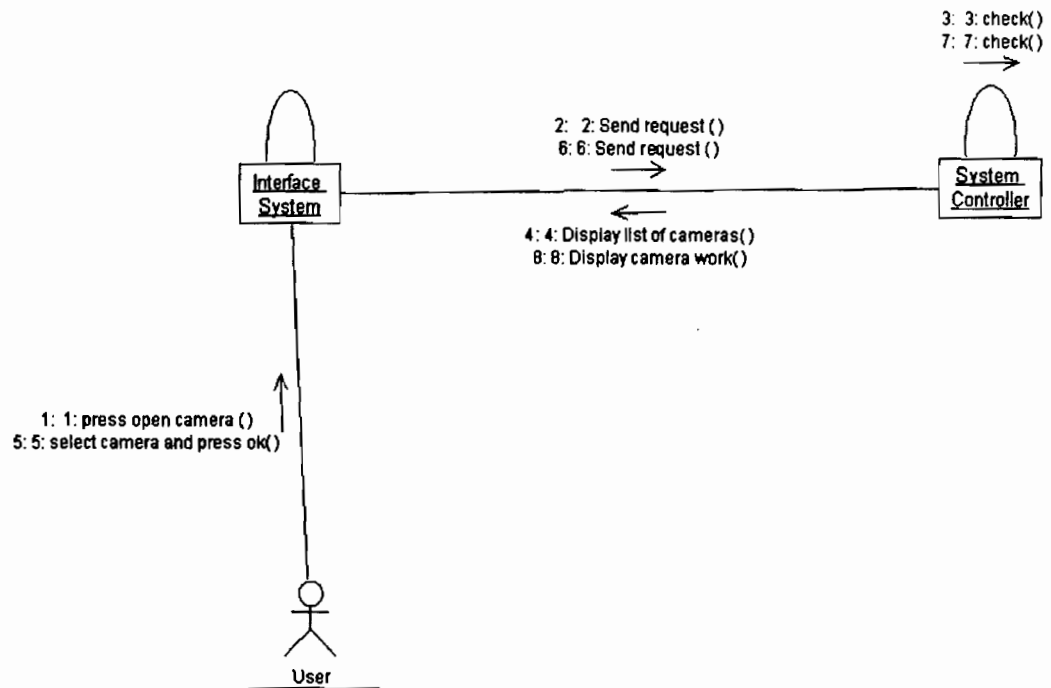 3: 3: check()
7: 7: check()
2: 2: Send request ()
6: 6: Send request ()
Interface
System
System
Controller
4: 4: Display list of cameras()
8: 8: Display camera work()
1: 1: press open camera ()
5: 5: select camera and press ok()
User